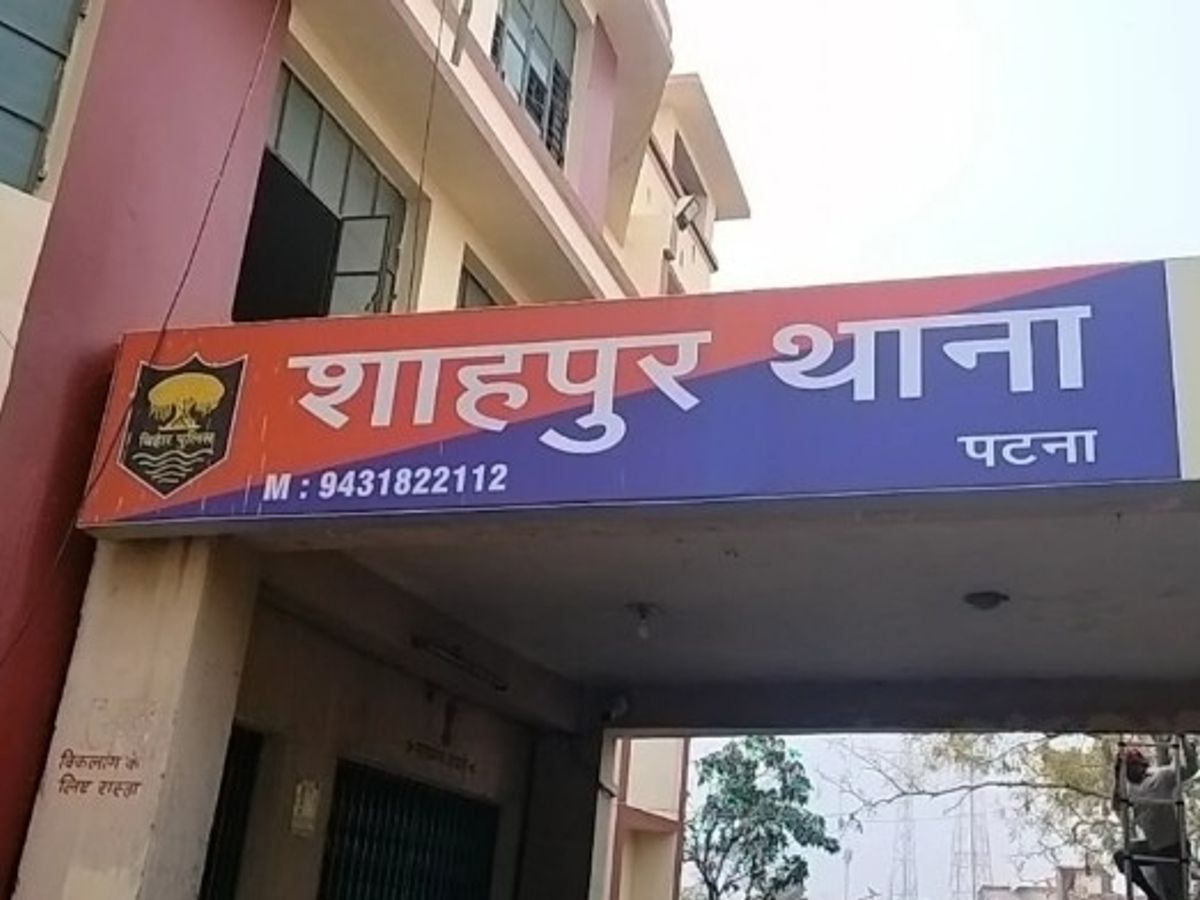 शाहपुर थाना
बिहार पुलिस
M : 9431822112
पटना
विकलांग के
लिए रास्ता